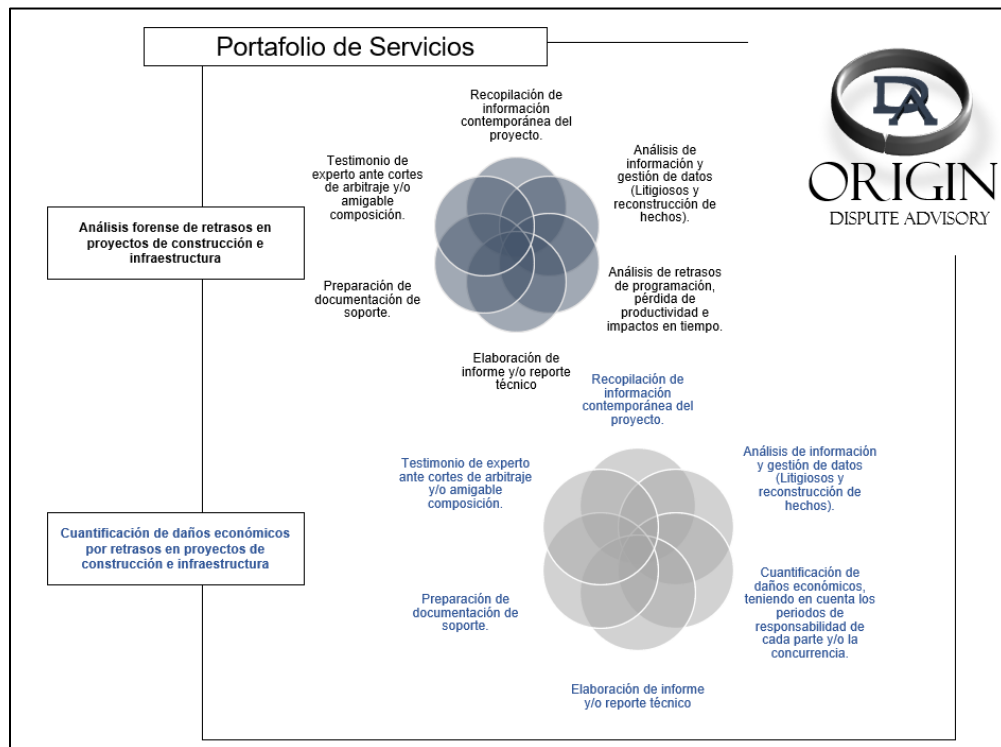 Portafolio de Servicios
DA
ORIGIN
DISPUTE ADVISORY
Análisis forense de retrasos en
proyectos de construcción e
infraestructura
Recopilación de
información
contemporánea del
proyecto.
Análisis de
información y
gestión de datos
(Litigiosos y
reconstrucción de
hechos).
Análisis de retrasos
de programación,
pérdida de
productividad e
impactos en tiempo.
Elaboración de
informe y/o reporte
técnico
Preparación de
documentación de
soporte.
Testimonio de
experto ante cortes
de arbitraje y/o
amigable
composición.
Cuantificación de daños económicos
por retrasos en proyectos de
construcción e infraestructura
Recopilación de
información
contemporánea del
proyecto.
Análisis de información
y gestión de datos
(Litigiosos y
reconstrucción de
hechos).
Cuantificación de
daños económicos,
teniendo en cuenta los
periodos de
responsabilidad de
cada parte y/o la
concurrencia.
Elaboración de informe
y/o reporte técnico
Preparación de
documentación de
soporte.
Testimonio de experto
ante cortes de arbitraje
y/o amigable
composición.